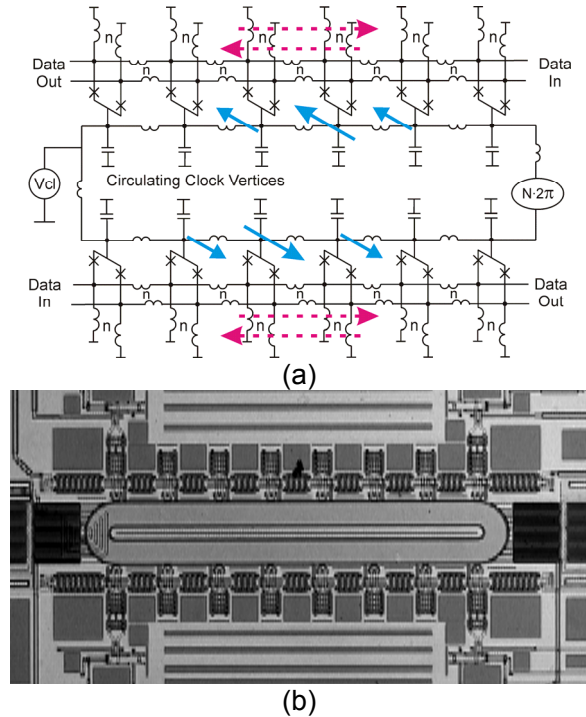 n n n n n n
Data Out n n n Data In
n n
Vcl Circulating Clock Vertices N·2π
Data In n n n n n Data Out
n n n n n n
(a)
(b)